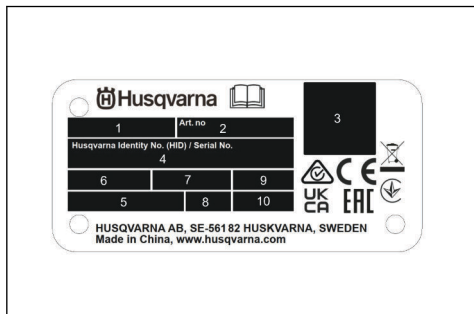 Husqvarna
1
Art. no
2
3
Husqvarna Identity No. (HID) / Serial No.
4
6
7
9
5
8
10
CE
UK
CA
EAC
HUSQVARNA AB, SE-561 82 HUSKVARNA, SWEDEN
Made in China, www.husqvarna.com